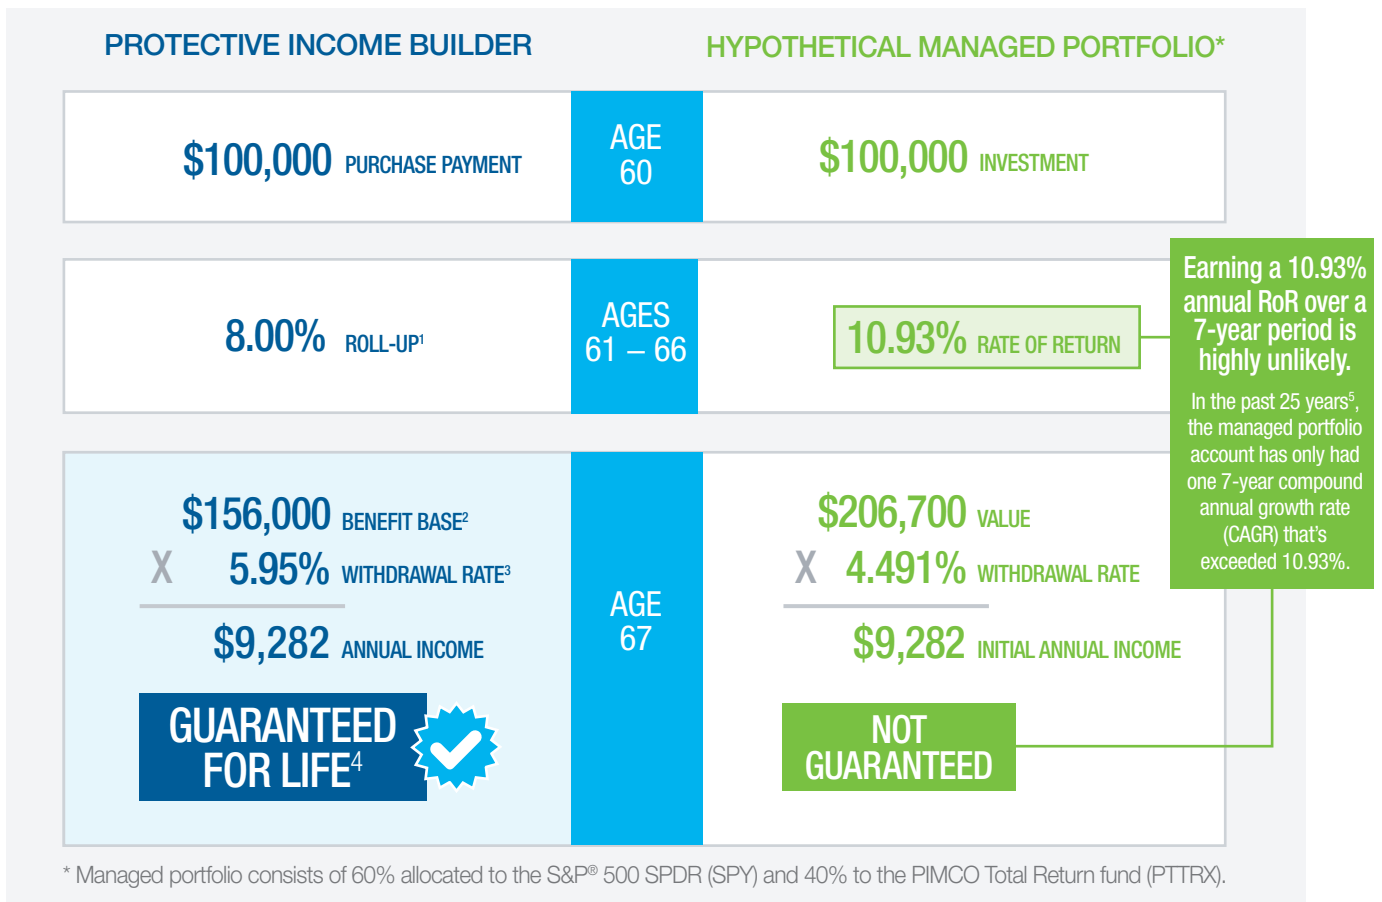 PROTECTIVE INCOME BUILDER
HYPOTHETICAL MANAGED PORTFOLIO*
$100,000 PURCHASE PAYMENT
AGE
60
$100,000 INVESTMENT
8.00% ROLL-UP¹
AGES
61 – 66
10.93% RATE OF RETURN
Earning a 10.93%
annual RoR over a
7-year period is
highly unlikely.
In the past 25 years⁵,
the managed portfolio
account has only had
one 7-year compound
annual growth rate
(CAGR) that's
exceeded 10.93%.
$156,000 BENEFIT BASE²
X 5.95% WITHDRAWAL RATE³
$9,282 ANNUAL INCOME
GUARANTEED
FOR LIFE⁴
AGE
67
$206,700 VALUE
X 4.491% WITHDRAWAL RATE
$9,282 INITIAL ANNUAL INCOME
NOT
GUARANTEED
* Managed portfolio consists of 60% allocated to the S&P® 500 SPDR (SPY) and 40% to the PIMCO Total Return fund (PTTRX).